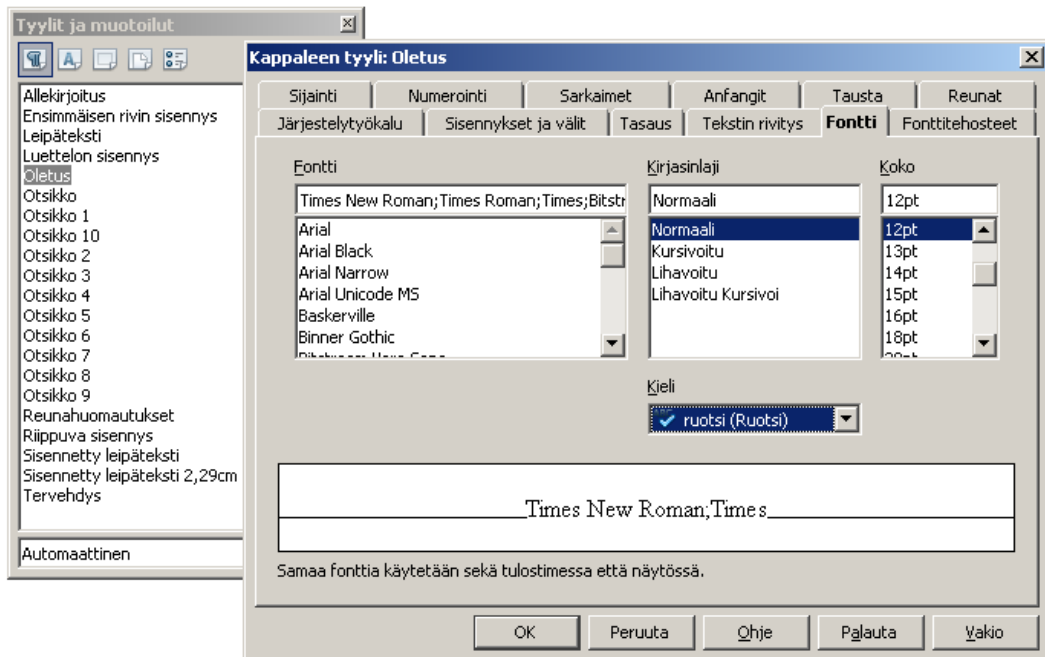 Tyylit ja muotoilut
Allekirjoitus
Ensimmäisen rivin sisennys
Leipäteksti
Luettelon sisennys
Oletus
Otsikko
Otsikko 1
Otsikko 10
Otsikko 2
Otsikko 3
Otsikko 4
Otsikko 5
Otsikko 6
Otsikko 7
Otsikko 8
Otsikko 9
Reunahuomautukset
Riippuva sisennys
Sisennetty leipäteksti
Sisennetty leipäteksti 2,29cm
Tervehdys
Automaattinen
Kappaleen tyyli: Oletus
Sijainti Numerointi Sarkaimet Anfangit Tausta Reunat
Järjestelytyökalu Sisennykset ja välit Tasaus Tekstin rivitys Fontti Fonttitehosteet
Fontti
Times New Roman;Times Roman;Times;Bitstr
Arial
Arial Black
Arial Narrow
Arial Unicode MS
Baskerville
Binner Gothic
Kirjasinlaji
Normaali
Normaali
Kursivoitu
Lihavoitu
Lihavoitu Kursivoi
Koko
12pt
12pt
13pt
14pt
15pt
16pt
18pt
Kieli
ruotsi (Ruotsi)
Times New Roman;Times
Samaa fonttia käytetään sekä tulostimessa että näytössä.
OK Peruuta Ohje Palauta Vakio